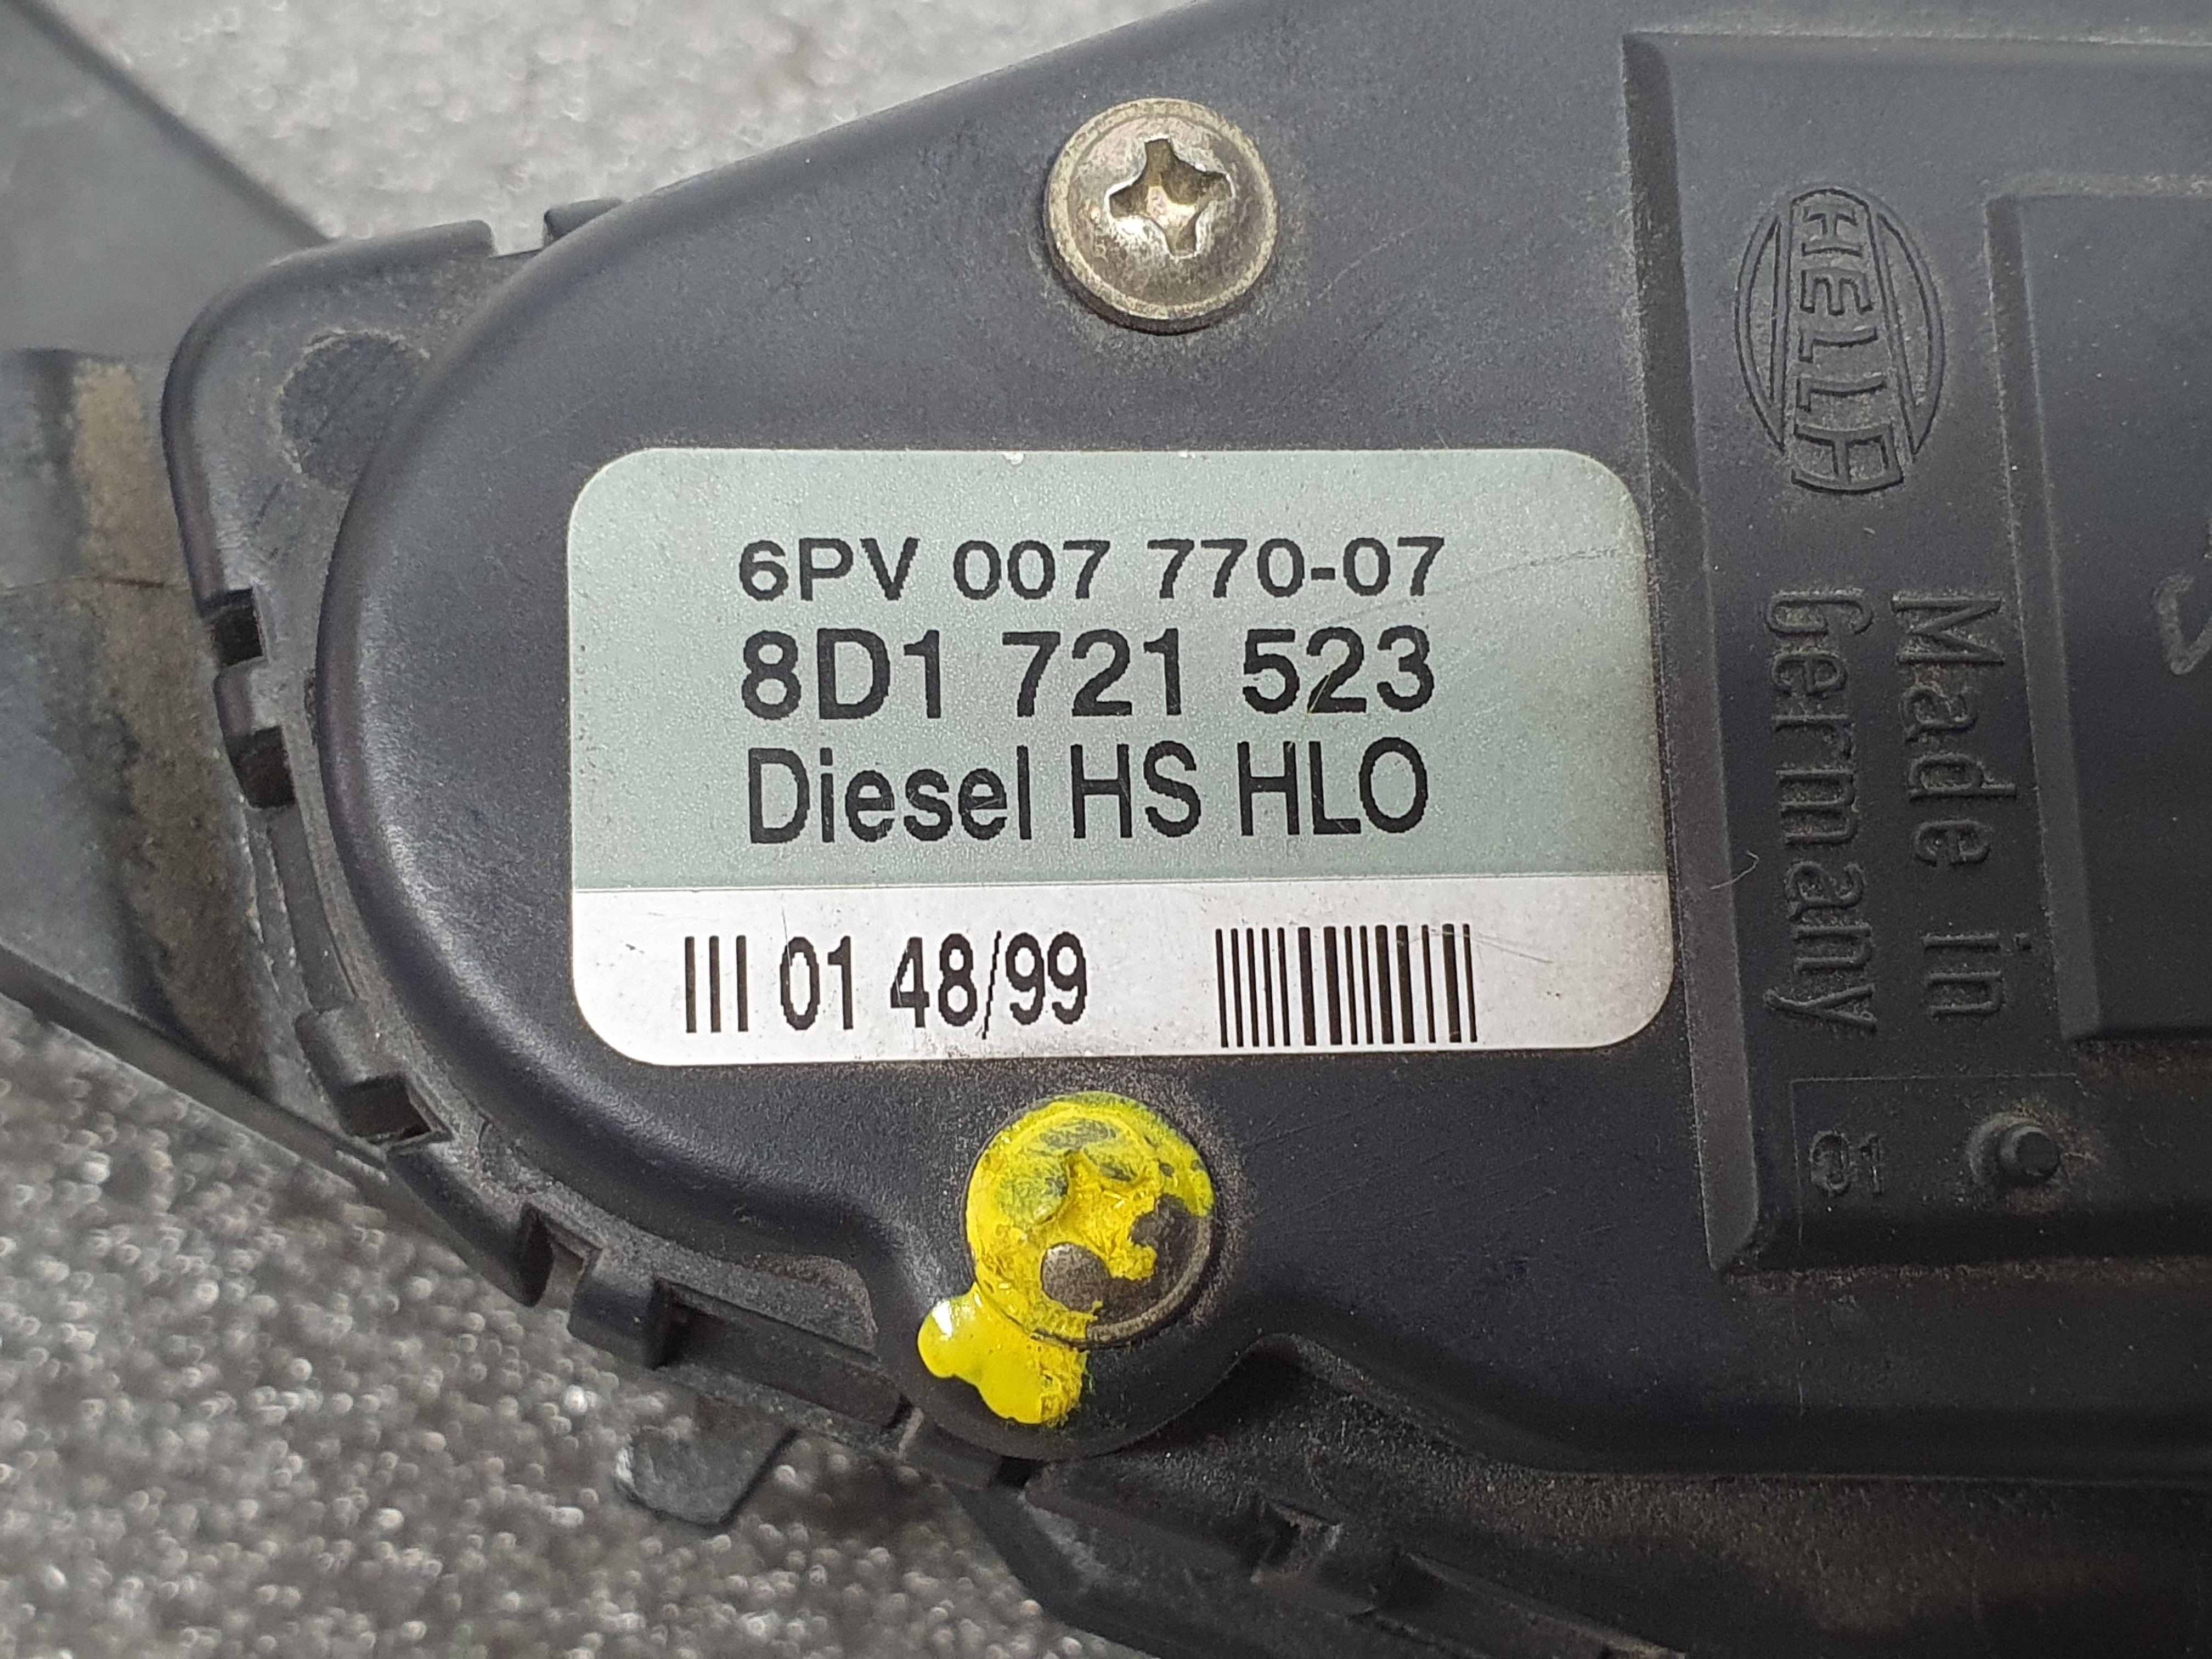 6PV 007 770-07
8D1 721 523
Diesel HS HLO
01 48/99
HELLA
Made in
Germany